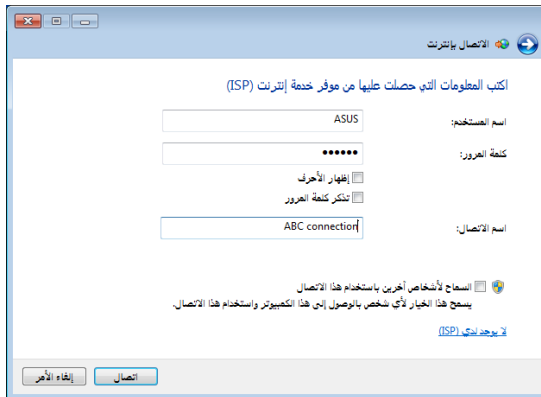 الاتصال بإنترنت
اكتب المعلومات التي حصلت عليها من موفر خدمة إنترنت (ISP)
اسم المستخدم: ASUS
كلمة المرور: ••••••
إظهار الأحرف
تذكر كلمة المرور
اسم الاتصال: ABC connection
السماح لأشخاص آخرين باستخدام هذا الاتصال
يسمح هذا الخيار لأي شخص بالوصول إلى هذا الكمبيوتر واستخدام هذا الاتصال.
لا يوجد لدي (ISP)
اتصال إلغاء الأمر